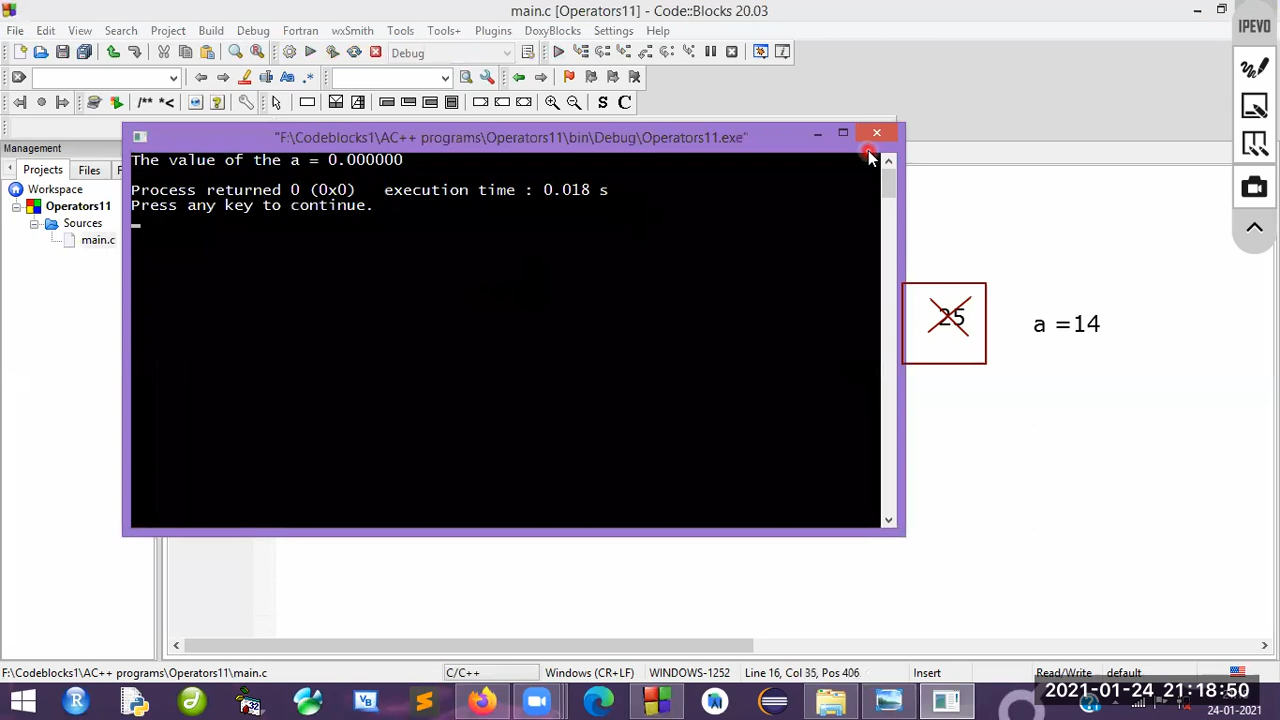 main.c [Operators11] - Code::Blocks 20.03
IPEVO
File Edit View Search Project Build Debug Fortran wxSmith Tools Tools+ Plugins DoxyBlocks Settings Help
Debug
/** *< S C
"F:\Codeblocks1\AC++ programs\Operators11\bin\Debug\Operators11.exe"
Management
Projects Files
Workspace
Operators11
Sources
main.c
The value of the a = 0.000000
Process returned 0 (0x0) execution time : 0.018 s
Press any key to continue.
25
a =14
F:\Codeblocks1\AC++ programs\Operators11\main.c C/C++ Windows (CR+LF) WINDOWS-1252 Line 16, Col 35, Pos 406 Insert Read/Write default
2021-01-24 21:18:50
24-01-2021